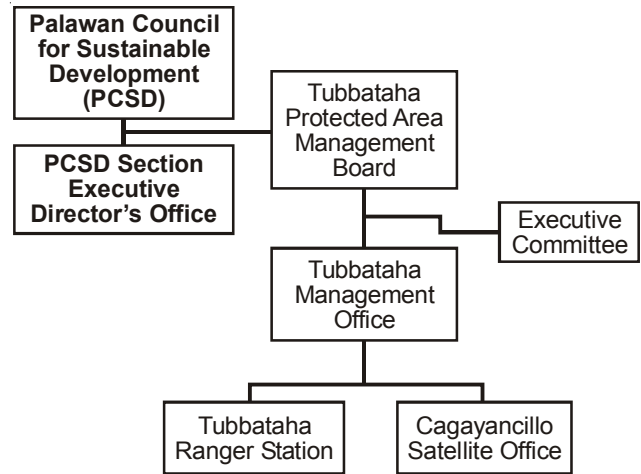 Palawan Council
for Sustainable
Development
(PCSD)
PCSD Section
Executive
Director's Office
Tubbataha
Protected Area
Management
Board
Executive
Committee
Tubbataha
Management
Office
Tubbataha
Ranger Station
Cagayancillo
Satellite Office